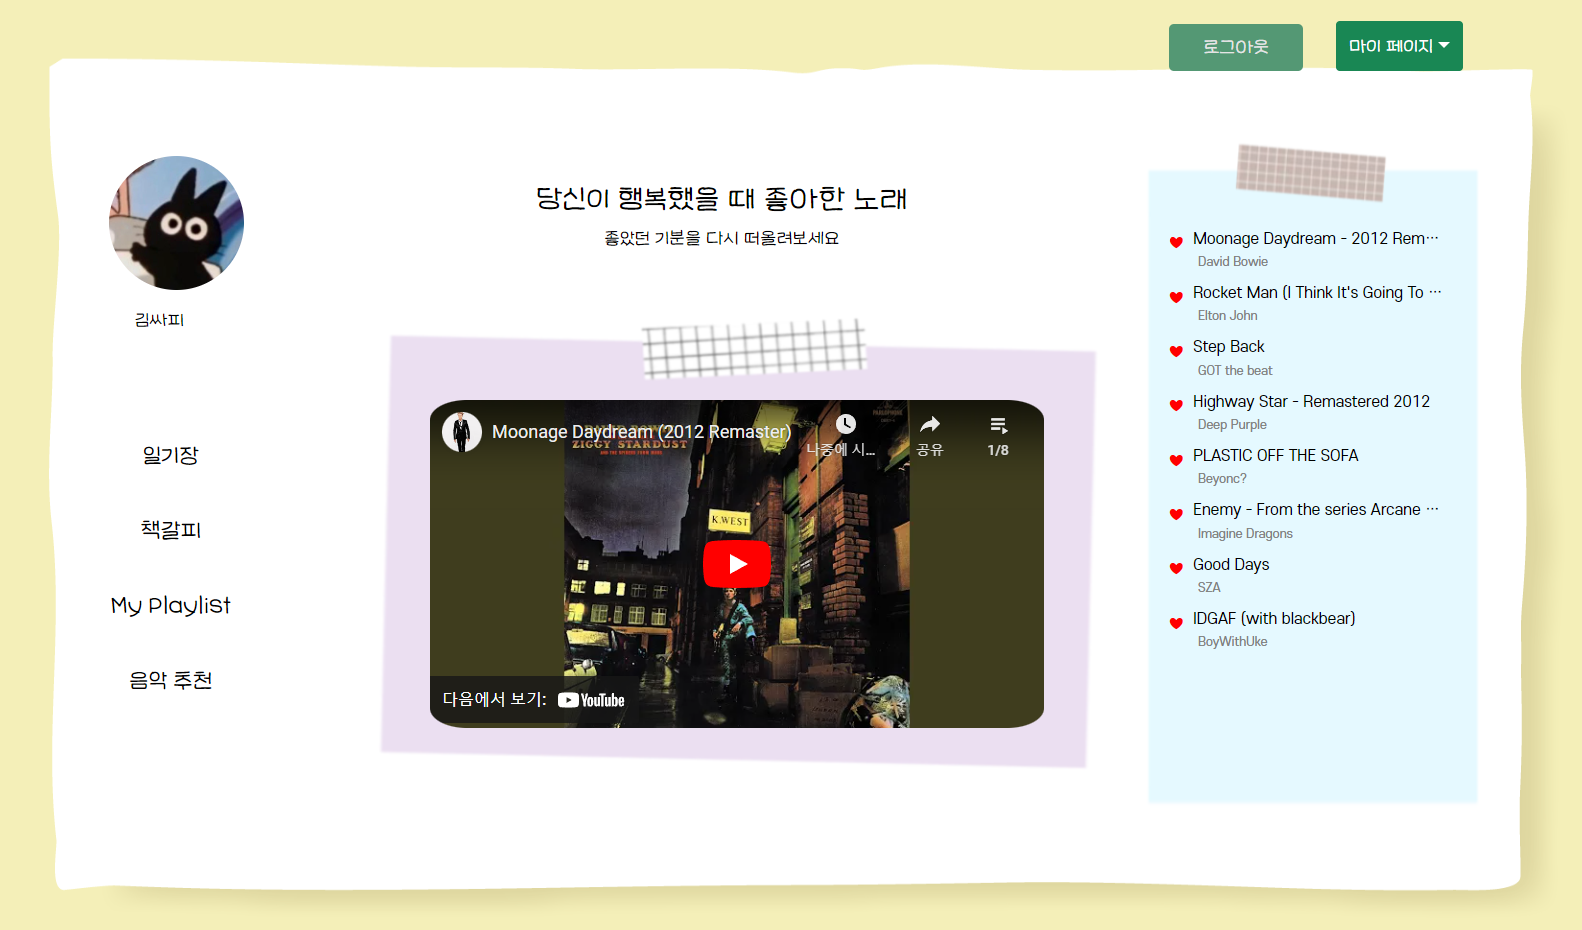 로그아웃
마이 페이지
김싸피
일기장
책갈피
My Playlist
음악 추천
당신이 행복했을 때 좋아한 노래
좋았던 기분을 다시 떠올려보세요
Moonage Daydream (2012 Remaster)
나중에 시...
공유
1/8
ZIGGY STARDUST
K.WEST
다음에서 보기: YouTube
Moonage Daydream - 2012 Rem…
David Bowie
Rocket Man (I Think It's Going To …
Elton John
Step Back
GOT the beat
Highway Star - Remastered 2012
Deep Purple
PLASTIC OFF THE SOFA
Beyonc?
Enemy - From the series Arcane …
Imagine Dragons
Good Days
SZA
IDGAF (with blackbear)
BoyWithUke